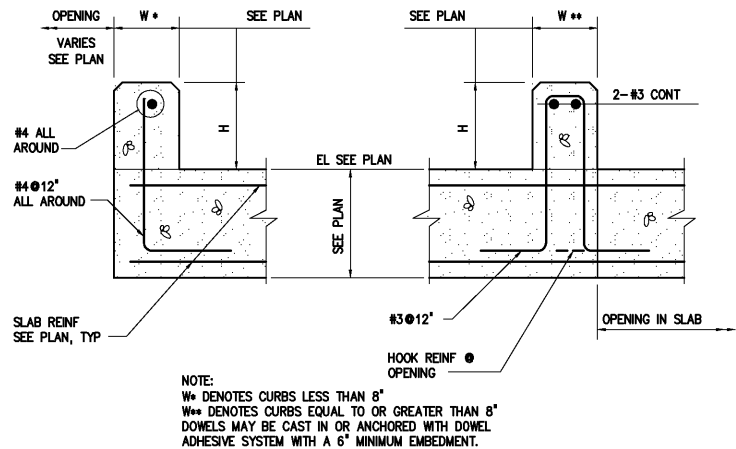 OPENING
W *
SEE PLAN
SEE PLAN
W **
VARIES
SEE PLAN
2-#3 CONT
H
H
#4 ALL
AROUND
EL SEE PLAN
#4@12"
ALL AROUND
SEE PLAN
SLAB REINF
SEE PLAN, TYP
#3@12"
OPENING IN SLAB
HOOK REINF @
OPENING
NOTE:
W* DENOTES CURBS LESS THAN 8"
W** DENOTES CURBS EQUAL TO OR GREATER THAN 8"
DOWELS MAY BE CAST IN OR ANCHORED WITH DOWEL
ADHESIVE SYSTEM WITH A 6" MINIMUM EMBEDMENT.